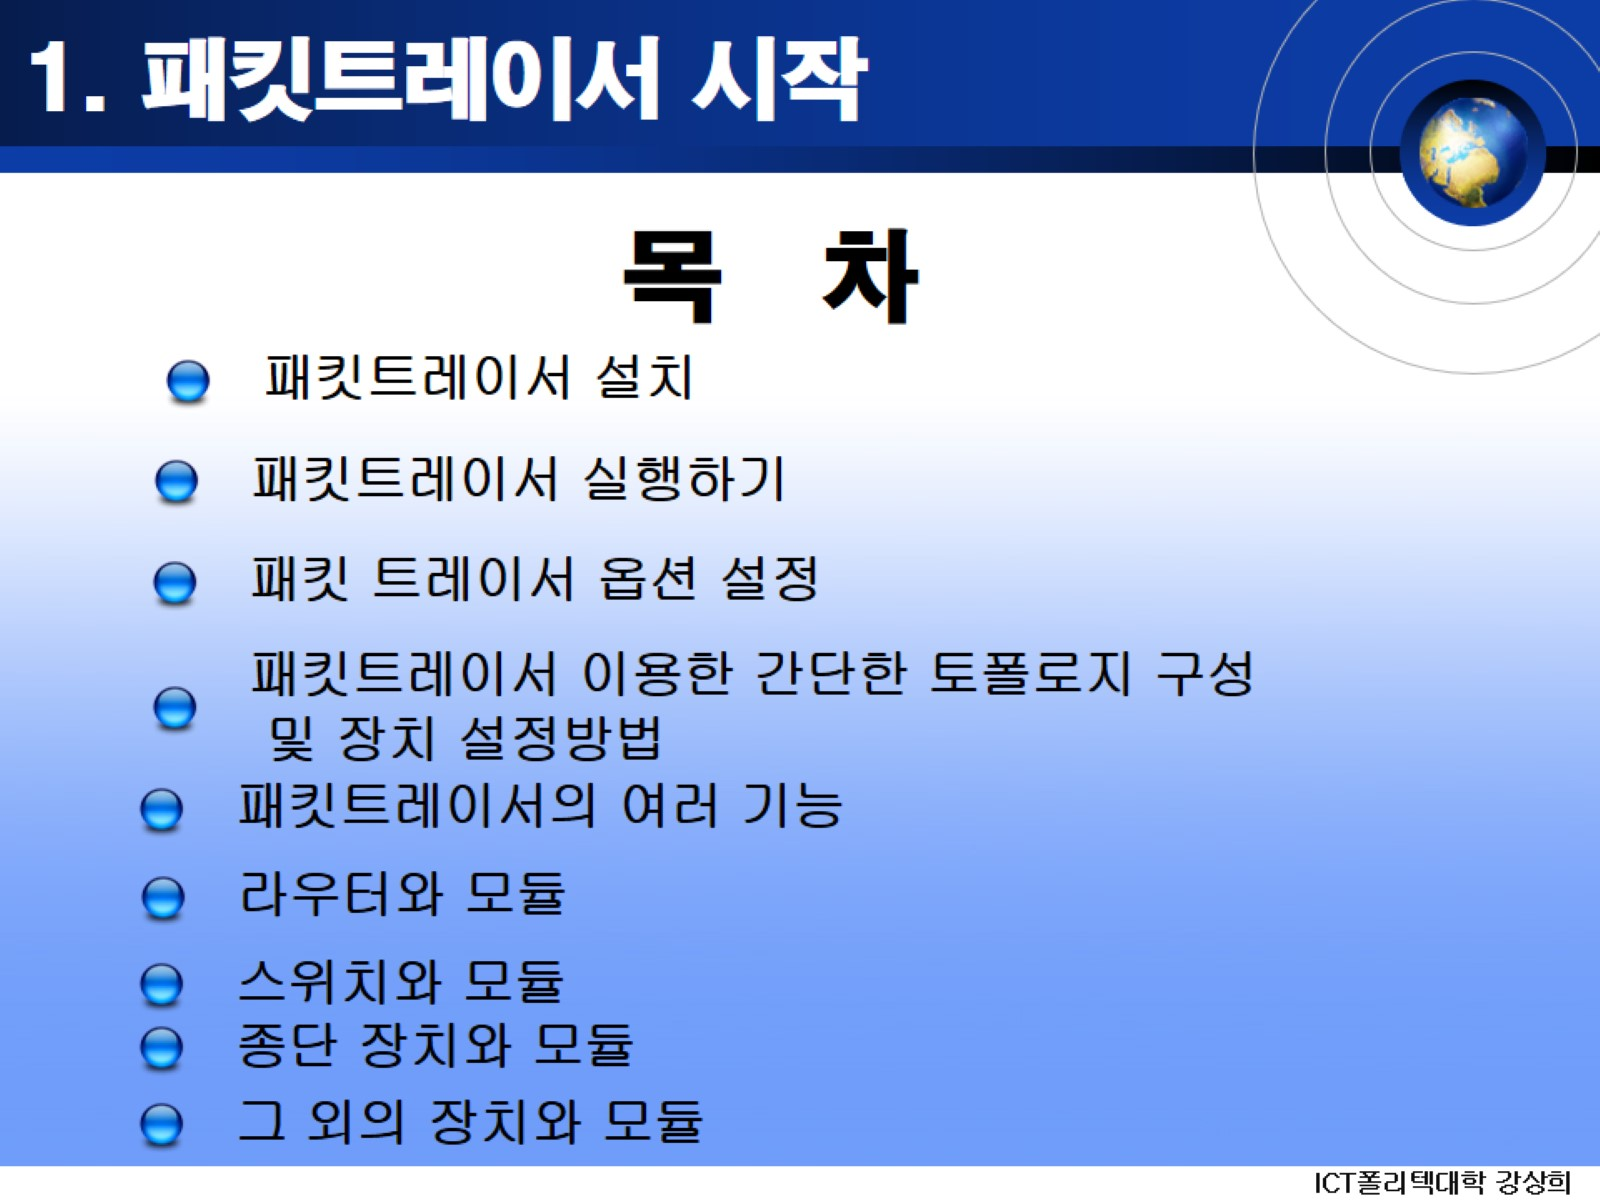 1. 패킷트레이서 시작
목 차
패킷트레이서 설치
패킷트레이서 실행하기
패킷 트레이서 옵션 설정
패킷트레이서 이용한 간단한 토폴로지 구성
및 장치 설정방법
패킷트레이서의 여러 기능
라우터와 모듈
스위치와 모듈
종단 장치와 모듈
그 외의 장치와 모듈
ICT폴리텍대학 강상희